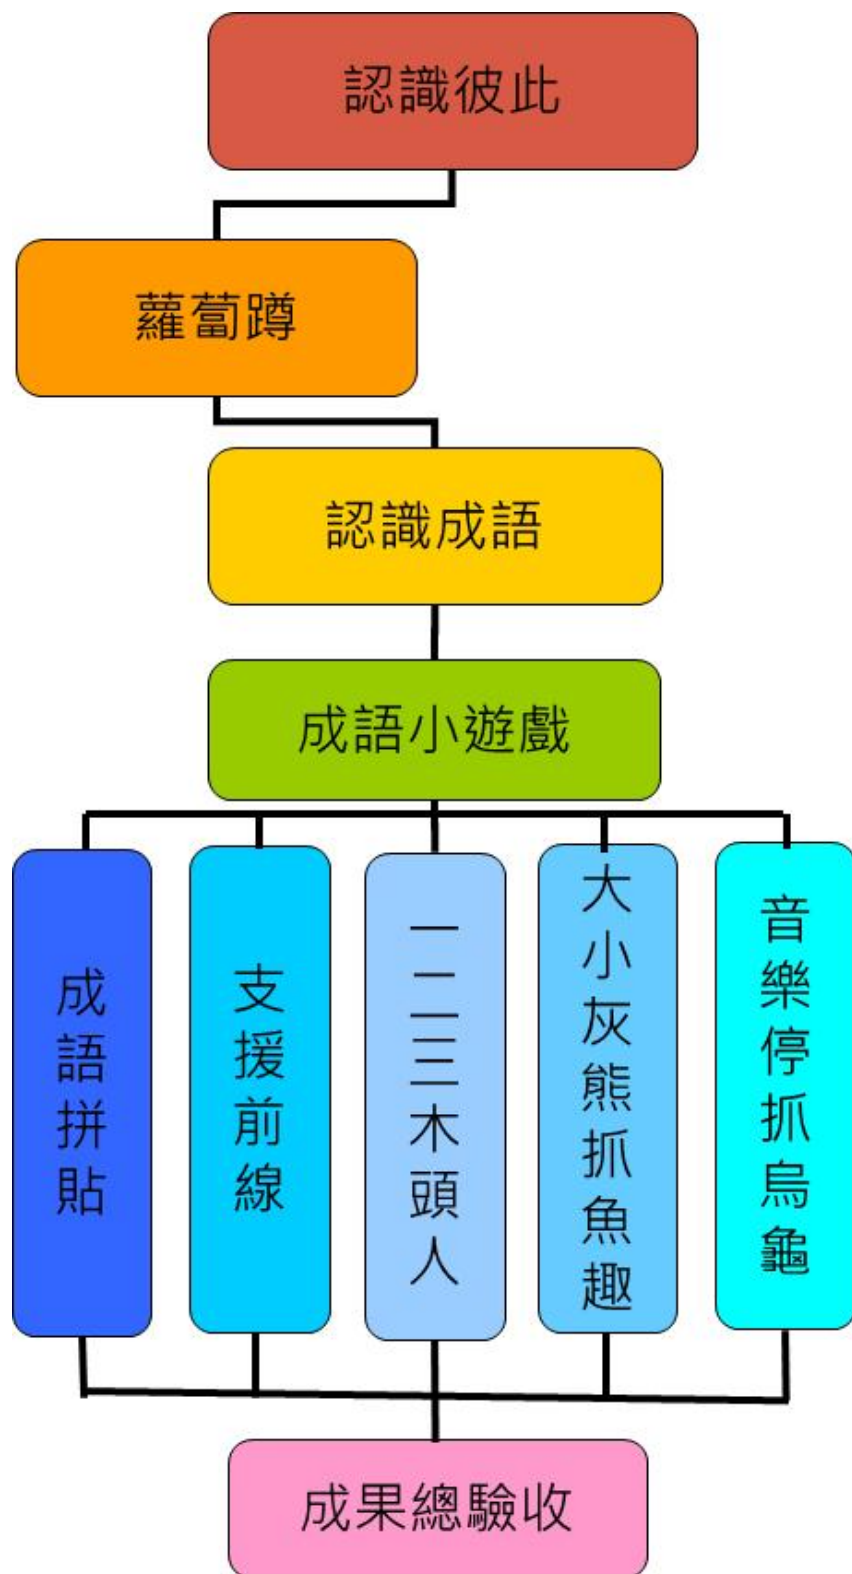 認識彼此
蘿蔔蹲
認識成語
成語小遊戲
成語拼貼
支援前線
一二三木頭人
大小灰熊抓魚趣
音樂停抓烏龜
成果總驗收